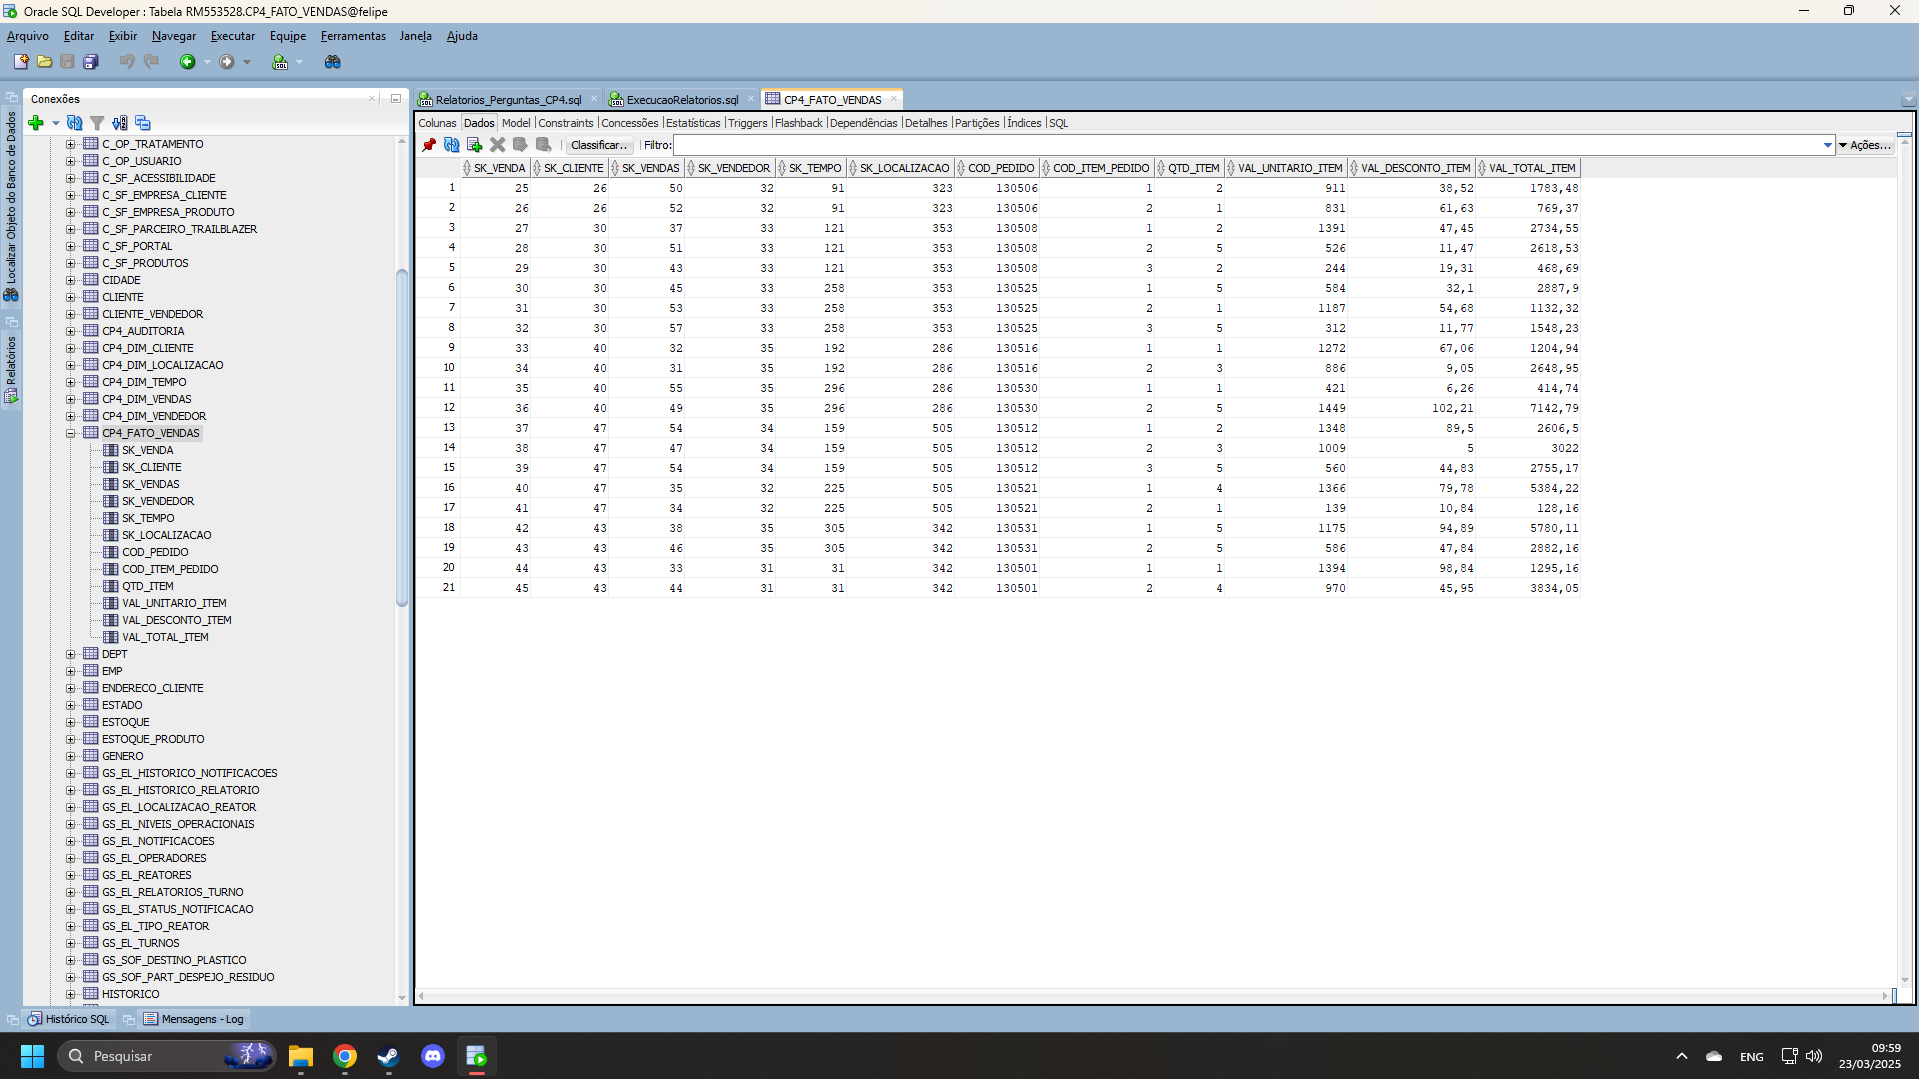 Oracle SQL Developer : Tabela RM553528.CP4_FATO_VENDAS@felipe
Arquivo Editar Exibir Navegar Executar Equipe Ferramentas Janela Ajuda
Localizar Objeto do Banco de Dados
Relatórios
Conexões
C_OP_TRATAMENTO
C_OP_USUARIO
C_SF_ACESSIBILIDADE
C_SF_EMPRESA_CLIENTE
C_SF_EMPRESA_PRODUTO
C_SF_PARCEIRO_TRAILBLAZER
C_SF_PORTAL
C_SF_PRODUTOS
CIDADE
CLIENTE
CLIENTE_VENDEDOR
CP4_AUDITORIA
CP4_DIM_CLIENTE
CP4_DIM_LOCALIZACAO
CP4_DIM_TEMPO
CP4_DIM_VENDAS
CP4_DIM_VENDEDOR
CP4_FATO_VENDAS
SK_VENDA
SK_CLIENTE
SK_VENDAS
SK_VENDEDOR
SK_TEMPO
SK_LOCALIZACAO
COD_PEDIDO
COD_ITEM_PEDIDO
QTD_ITEM
VAL_UNITARIO_ITEM
VAL_DESCONTO_ITEM
VAL_TOTAL_ITEM
DEPT
EMP
ENDERECO_CLIENTE
ESTADO
ESTOQUE
ESTOQUE_PRODUTO
GENERO
GS_EL_HISTORICO_NOTIFICACOES
GS_EL_HISTORICO_RELATORIO
GS_EL_LOCALIZACAO_REATOR
GS_EL_NIVEIS_OPERACIONAIS
GS_EL_NOTIFICACOES
GS_EL_OPERADORES
GS_EL_REATORES
GS_EL_RELATORIOS_TURNO
GS_EL_STATUS_NOTIFICACAO
GS_EL_TIPO_REATOR
GS_EL_TURNOS
GS_SOF_DESTINO_PLASTICO
GS_SOF_PART_DESPEJO_RESIDUO
HISTORICO
Relatorios_Perguntas_CP4.sql ExecucaoRelatorios.sql CP4_FATO_VENDAS
Colunas Dados Model Constraints Concessões Estatísticas Triggers Flashback Dependências Detalhes Partições Índices SQL
Classificar.. Filtro: Ações...
SK_VENDA SK_CLIENTE SK_VENDAS SK_VENDEDOR SK_TEMPO SK_LOCALIZACAO COD_PEDIDO COD_ITEM_PEDIDO QTD_ITEM VAL_UNITARIO_ITEM VAL_DESCONTO_ITEM VAL_TOTAL_ITEM
1 25 26 50 32 91 323 130506 1 2 911 38,52 1783,48
2 26 26 52 32 91 323 130506 2 1 831 61,63 769,37
3 27 30 37 33 121 353 130508 1 2 1391 47,45 2734,55
4 28 30 51 33 121 353 130508 2 5 526 11,47 2618,53
5 29 30 43 33 121 353 130508 3 2 244 19,31 468,69
6 30 30 45 33 258 353 130525 1 5 584 32,1 2887,9
7 31 30 53 33 258 353 130525 2 1 1187 54,68 1132,32
8 32 30 57 33 258 353 130525 3 5 312 11,77 1548,23
9 33 40 32 35 192 286 130516 1 1 1272 67,06 1204,94
10 34 40 31 35 192 286 130516 2 3 886 9,05 2648,95
11 35 40 55 35 296 286 130530 1 1 421 6,26 414,74
12 36 40 49 35 296 286 130530 2 5 1449 102,21 7142,79
13 37 47 54 34 159 505 130512 1 2 1348 89,5 2606,5
14 38 47 47 34 159 505 130512 2 3 1009 5 3022
15 39 47 54 34 159 505 130512 3 5 560 44,83 2755,17
16 40 47 35 32 225 505 130521 1 4 1366 79,78 5384,22
17 41 47 34 32 225 505 130521 2 1 139 10,84 128,16
18 42 43 38 35 305 342 130531 1 5 1175 94,89 5780,11
19 43 43 46 35 305 342 130531 2 5 586 47,84 2882,16
20 44 43 33 31 31 342 130501 1 1 1394 98,84 1295,16
21 45 43 44 31 31 342 130501 2 4 970 45,95 3834,05
Histórico SQL Mensagens - Log
Pesquisar
ENG
09:59
23/03/2025